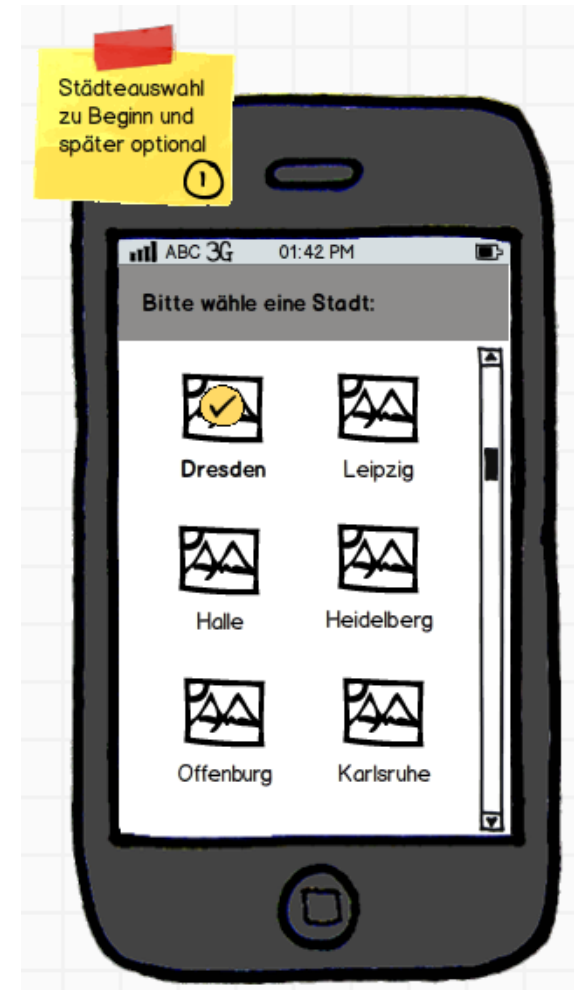 Städteauswahl
zu Beginn und
später optional
1
ABC 3G 01:42 PM
Bitte wähle eine Stadt:
Dresden Leipzig
Halle Heidelberg
Offenburg Karlsruhe